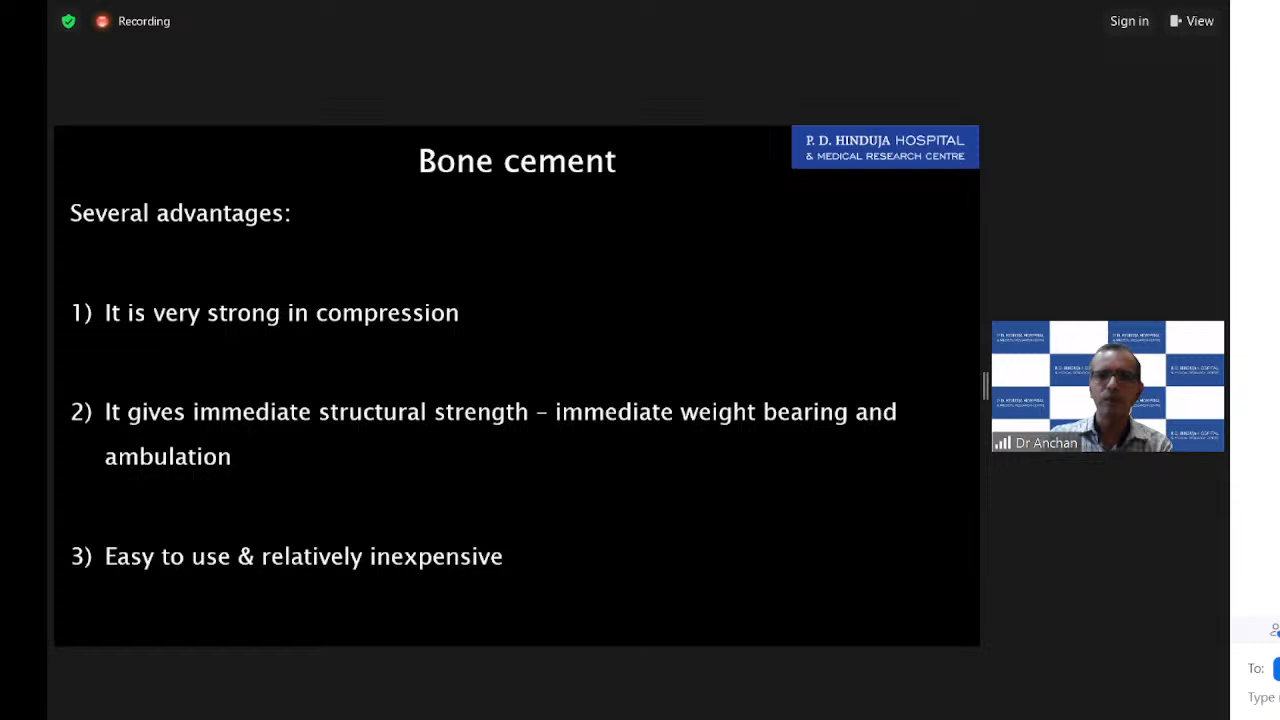 Recording
Sign in
View
P. D. HINDUJA HOSPITAL
& MEDICAL RESEARCH CENTRE
Bone cement
Several advantages:
1) It is very strong in compression
2) It gives immediate structural strength – immediate weight bearing and
ambulation
3) Easy to use & relatively inexpensive
Dr Anchan
To:
Type